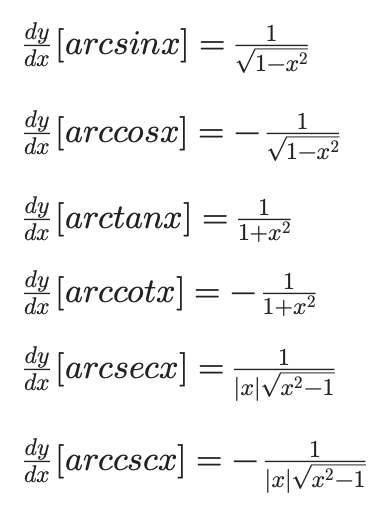 dy/dx [arcsinx] = 1/√(1−x²)
dy/dx [arccosx] = − 1/√(1−x²)
dy/dx [arctanx] = 1/(1+x²)
dy/dx [arccotx] = − 1/(1+x²)
dy/dx [arcsecx] = 1/(|x|√(x²−1))
dy/dx [arccscx] = − 1/(|x|√(x²−1))